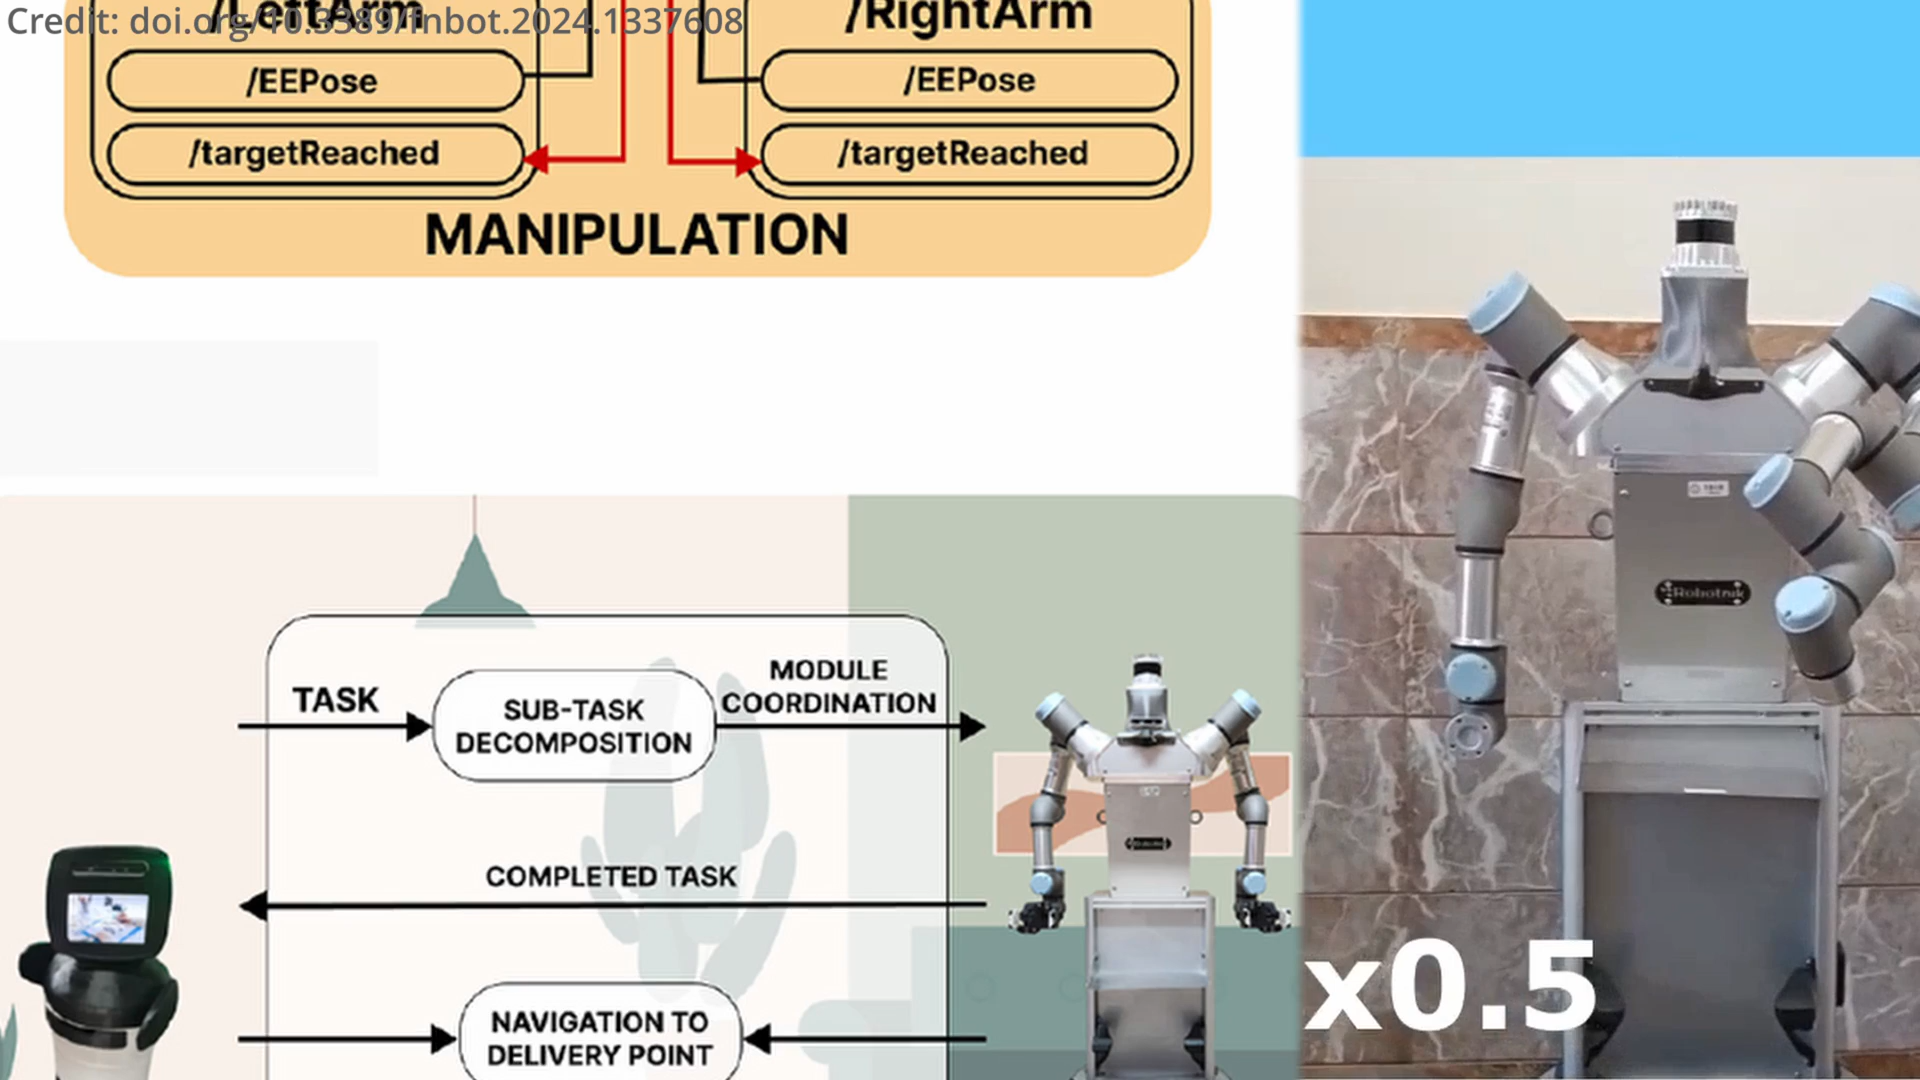 /LeftArm
/RightArm
Credit: doi.org/10.3389/fnbot.2024.1337608
/EEPose
/EEPose
/targetReached
/targetReached
MANIPULATION
Robotnik
TASK
SUB-TASK
DECOMPOSITION
MODULE
COORDINATION
COMPLETED TASK
x0.5
NAVIGATION TO
DELIVERY POINT